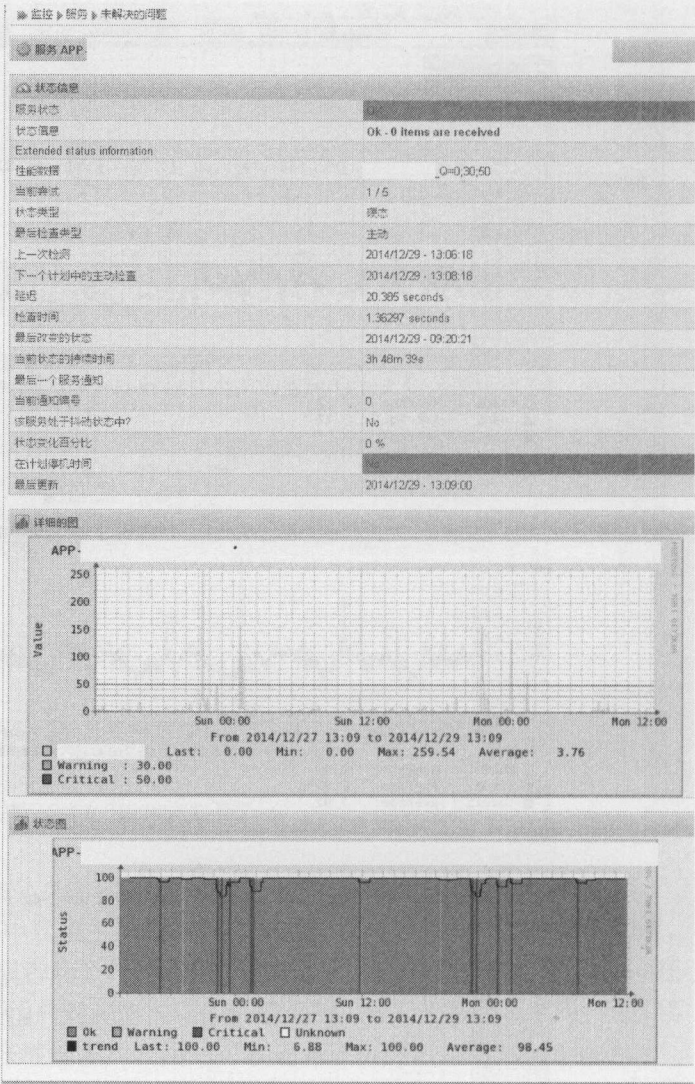 监控 ▶ 服务 ▶ 未解决的问题
服务 APP
状态信息
服务状态
状态信息 Ok - 0 items are received
Extended status information
性能数据 _Q=0;30;50
当前尝试 1 / 5
状态类型 硬态
最后检查类型 主动
上一次检测 2014/12/29 - 13:06:18
下一个计划中的主动检查 2014/12/29 - 13:08:18
延迟 20.385 seconds
检查时间 1.36297 seconds
最后改变的状态 2014/12/29 - 09:20:21
当前状态的持续时间 3h 48m 39s
最后一个服务通知
当前通知编号 0
该服务处于抖动状态中? No
状态变化百分比 0 %
在计划停机时间 No
最后更新 2014/12/29 - 13:09:00
详细的图
APP-
250
200
150
100
50
0
Value
Sun 00:00 Sun 12:00 Mon 00:00 Mon 12:00
From 2014/12/27 13:09 to 2014/12/29 13:09
Last: 0.00 Min: 0.00 Max: 259.54 Average: 3.76
Warning : 30.00
Critical : 50.00
状态图
APP-
100
80
60
40
20
0
Status
Sun 00:00 Sun 12:00 Mon 00:00 Mon 12:00
From 2014/12/27 13:09 to 2014/12/29 13:09
Ok Warning Critical Unknown
trend Last: 100.00 Min: 6.88 Max: 100.00 Average: 98.45